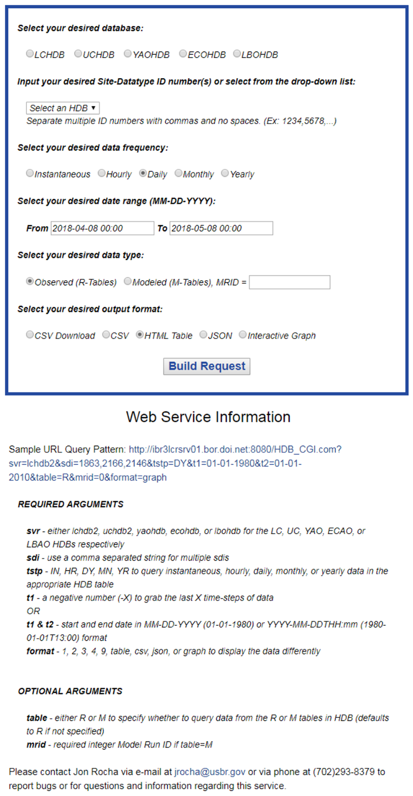 Select your desired database:
LCHDB UCHDB YAOHDB ECOHDB LBOHDB
Input your desired Site-Datatype ID number(s) or select from the drop-down list:
Select an HDB
Separate multiple ID numbers with commas and no spaces. (Ex: 1234,5678,...)
Select your desired data frequency:
Instantaneous Hourly Daily Monthly Yearly
Select your desired date range (MM-DD-YYYY):
From 2018-04-08 00:00 To 2018-05-08 00:00
Select your desired data type:
Observed (R-Tables) Modeled (M-Tables), MRID =
Select your desired output format:
CSV Download CSV HTML Table JSON Interactive Graph
Build Request
Web Service Information
Sample URL Query Pattern: http://ibr3lcrsrv01.bor.doi.net:8080/HDB_CGI.com?
svr=lchdb2&sdi=1863,2166,2146&tstp=DY&t1=01-01-1980&t2=01-01-
2010&table=R&mrid=0&format=graph
REQUIRED ARGUMENTS
svr - either lchdb2, uchdb2, yaohdb, ecohdb, or lbohdb for the LC, UC, YAO, ECAO, or
LBAO HDBs respectively
sdi - use a comma separated string for multiple sdis
tstp - IN, HR, DY, MN, YR to query instantaneous, hourly, daily, monthly, or yearly data in the
appropriate HDB table
t1 - a negative number (-X) to grab the last X time-steps of data
OR
t1 & t2 - start and end date in MM-DD-YYYY (01-01-1980) or YYYY-MM-DDTHH:mm (1980-
01-01T13:00) format
format - 1, 2, 3, 4, 9, table, csv, json, or graph to display the data differently
OPTIONAL ARGUMENTS
table - either R or M to specify whether to query data from the R or M tables in HDB (defaults
to R if not specified)
mrid - required integer Model Run ID if table=M
Please contact Jon Rocha via e-mail at jrocha@usbr.gov or via phone at (702)293-8379 to
report bugs or for questions and information regarding this service.